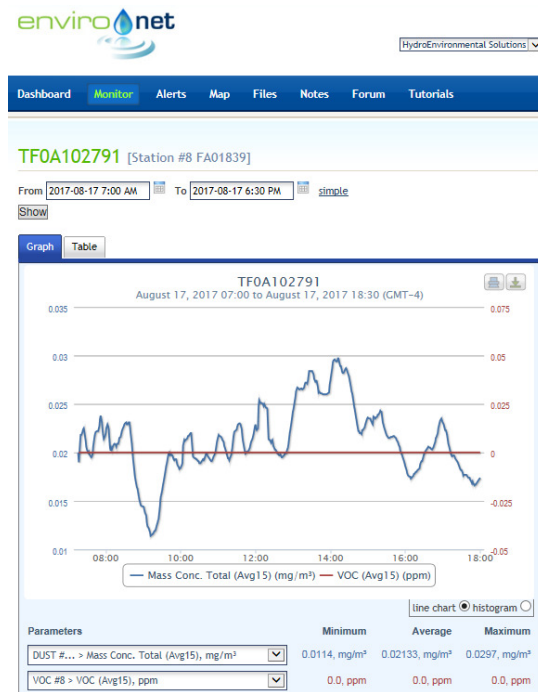 enviro net
HydroEnvironmental Solutions
Dashboard Monitor Alerts Map Files Notes Forum Tutorials
TF0A102791 [Station #8 FA01839]
From 2017-08-17 7:00 AM To 2017-08-17 6:30 PM simple
Show
Graph Table
TF0A102791
August 17, 2017 07:00 to August 17, 2017 18:30 (GMT-4)
0.035 0.075
0.03 0.05
0.025 0.025
0.02 0
0.015 -0.025
0.01 -0.05
08:00 10:00 12:00 14:00 16:00 18:00
Mass Conc. Total (Avg15) (mg/m³) VOC (Avg15) (ppm)
line chart histogram
Parameters Minimum Average Maximum
DUST #... > Mass Conc. Total (Avg15), mg/m³ 0.0114, mg/m³ 0.02133, mg/m³ 0.0297, mg/m³
VOC #8 > VOC (Avg15), ppm 0.0, ppm 0.0, ppm 0.0, ppm